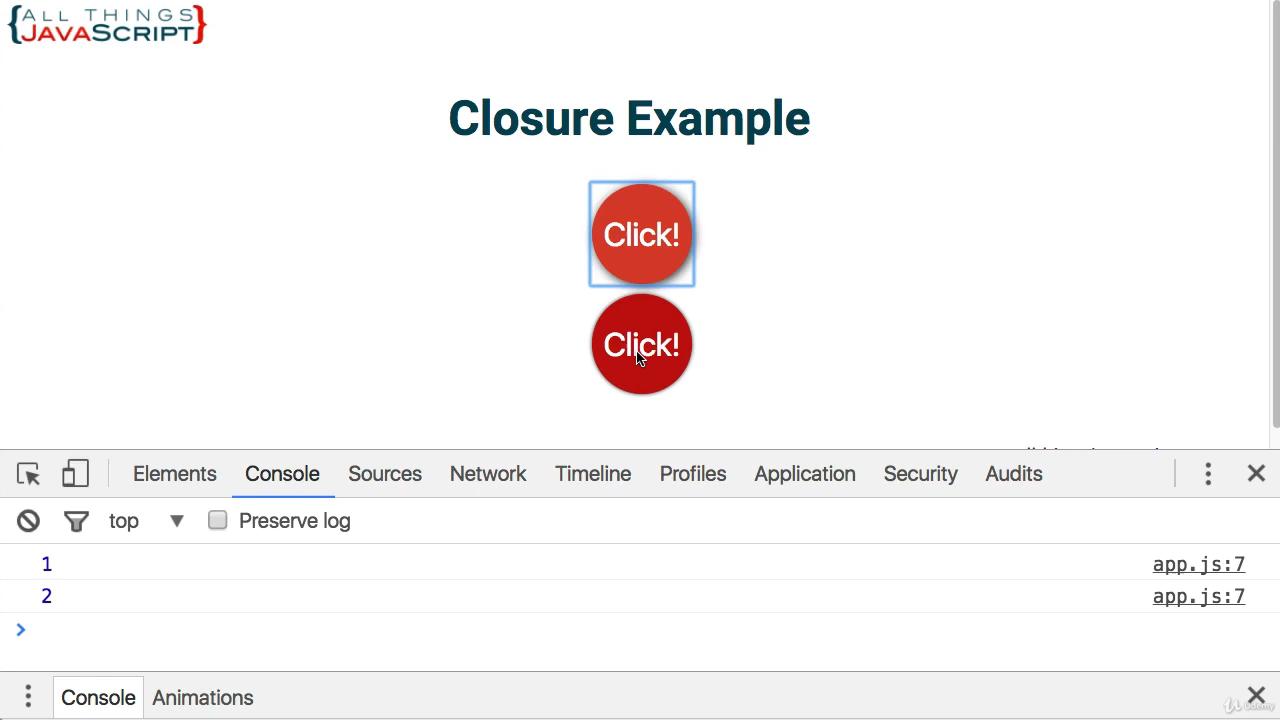 {ALL THINGS
JAVASCRIPT}
Closure Example
Click!
Click!
Elements Console Sources Network Timeline Profiles Application Security Audits
top Preserve log
1 app.js:7
2 app.js:7
Console Animations
Udemy